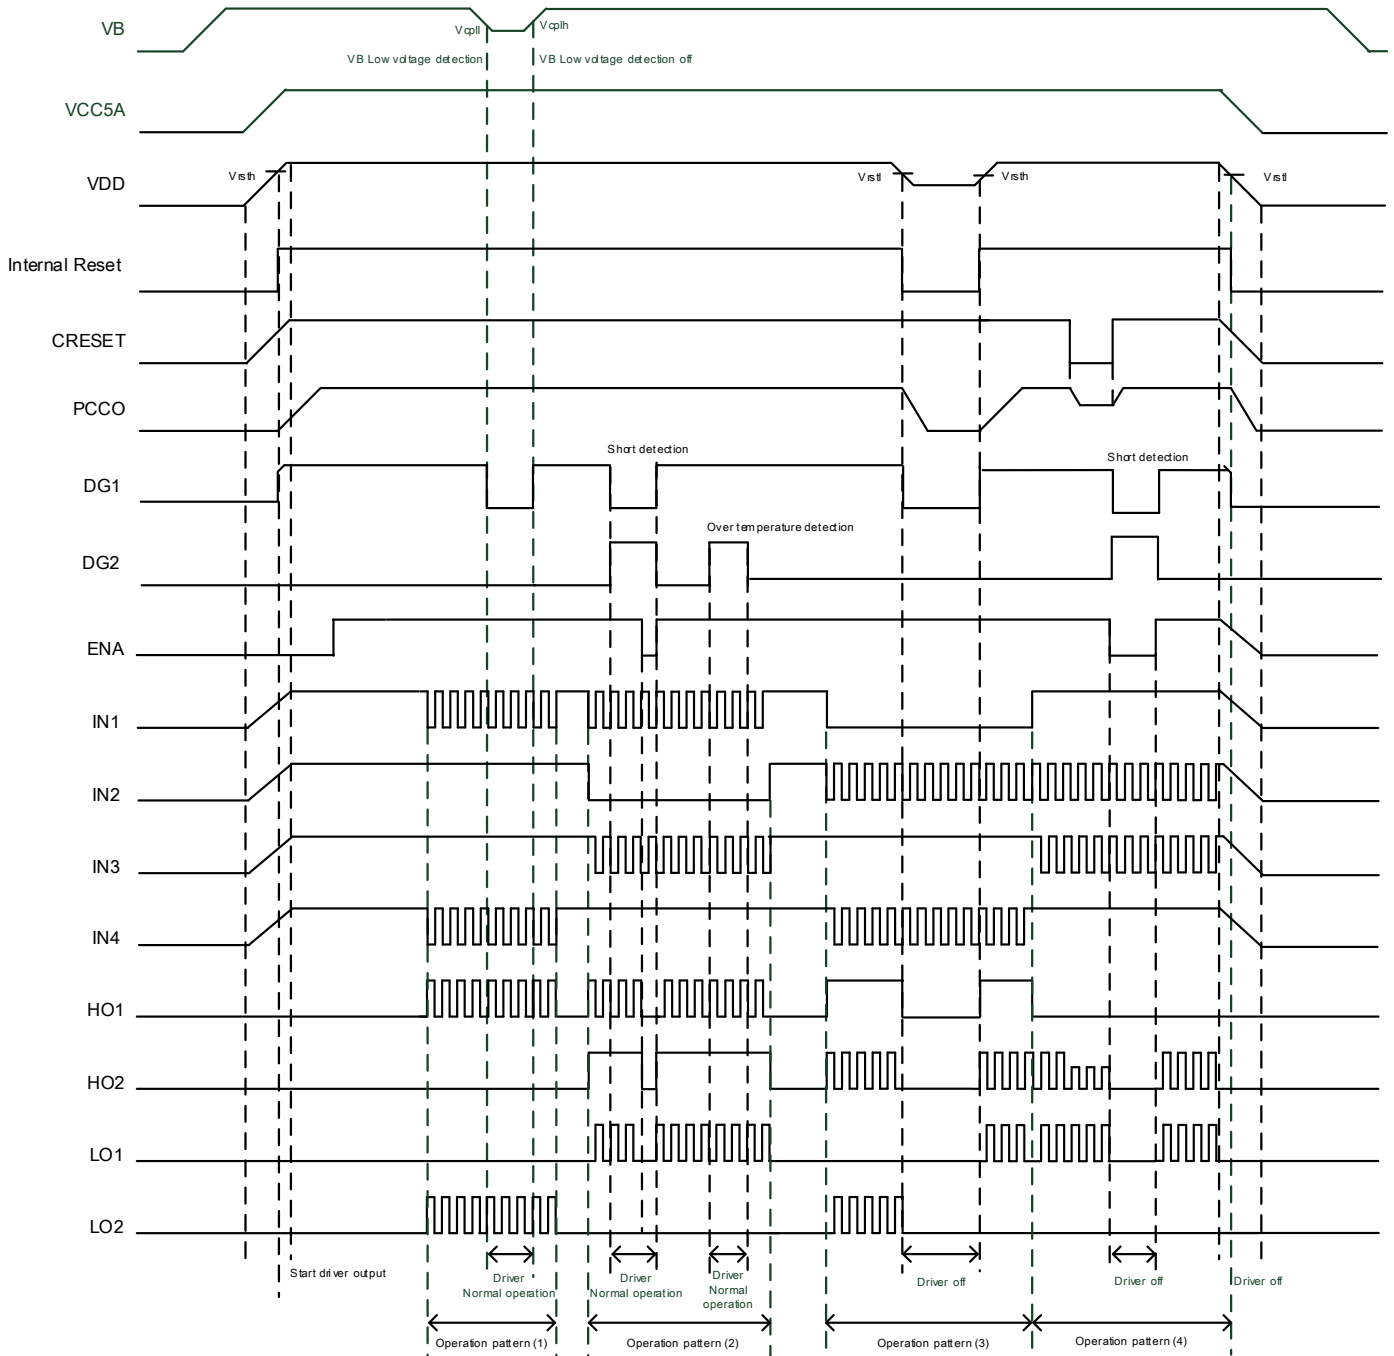 VB
Vcpll
Vcplh
VB Low voltage detection
VB Low voltage detection off
VCC5A
VDD
Vrsth
Vrstl
Vrsth
Vrstl
Internal Reset
CRESET
PCCO
Short detection
Short detection
DG1
Over temperature detection
DG2
ENA
IN1
IN2
IN3
IN4
HO1
HO2
LO1
LO2
Start driver output
Driver
Normal operation
Driver
Normal operation
Driver
Normal
operation
Driver off
Driver off
Driver off
Operation pattern (1)
Operation pattern (2)
Operation pattern (3)
Operation pattern (4)